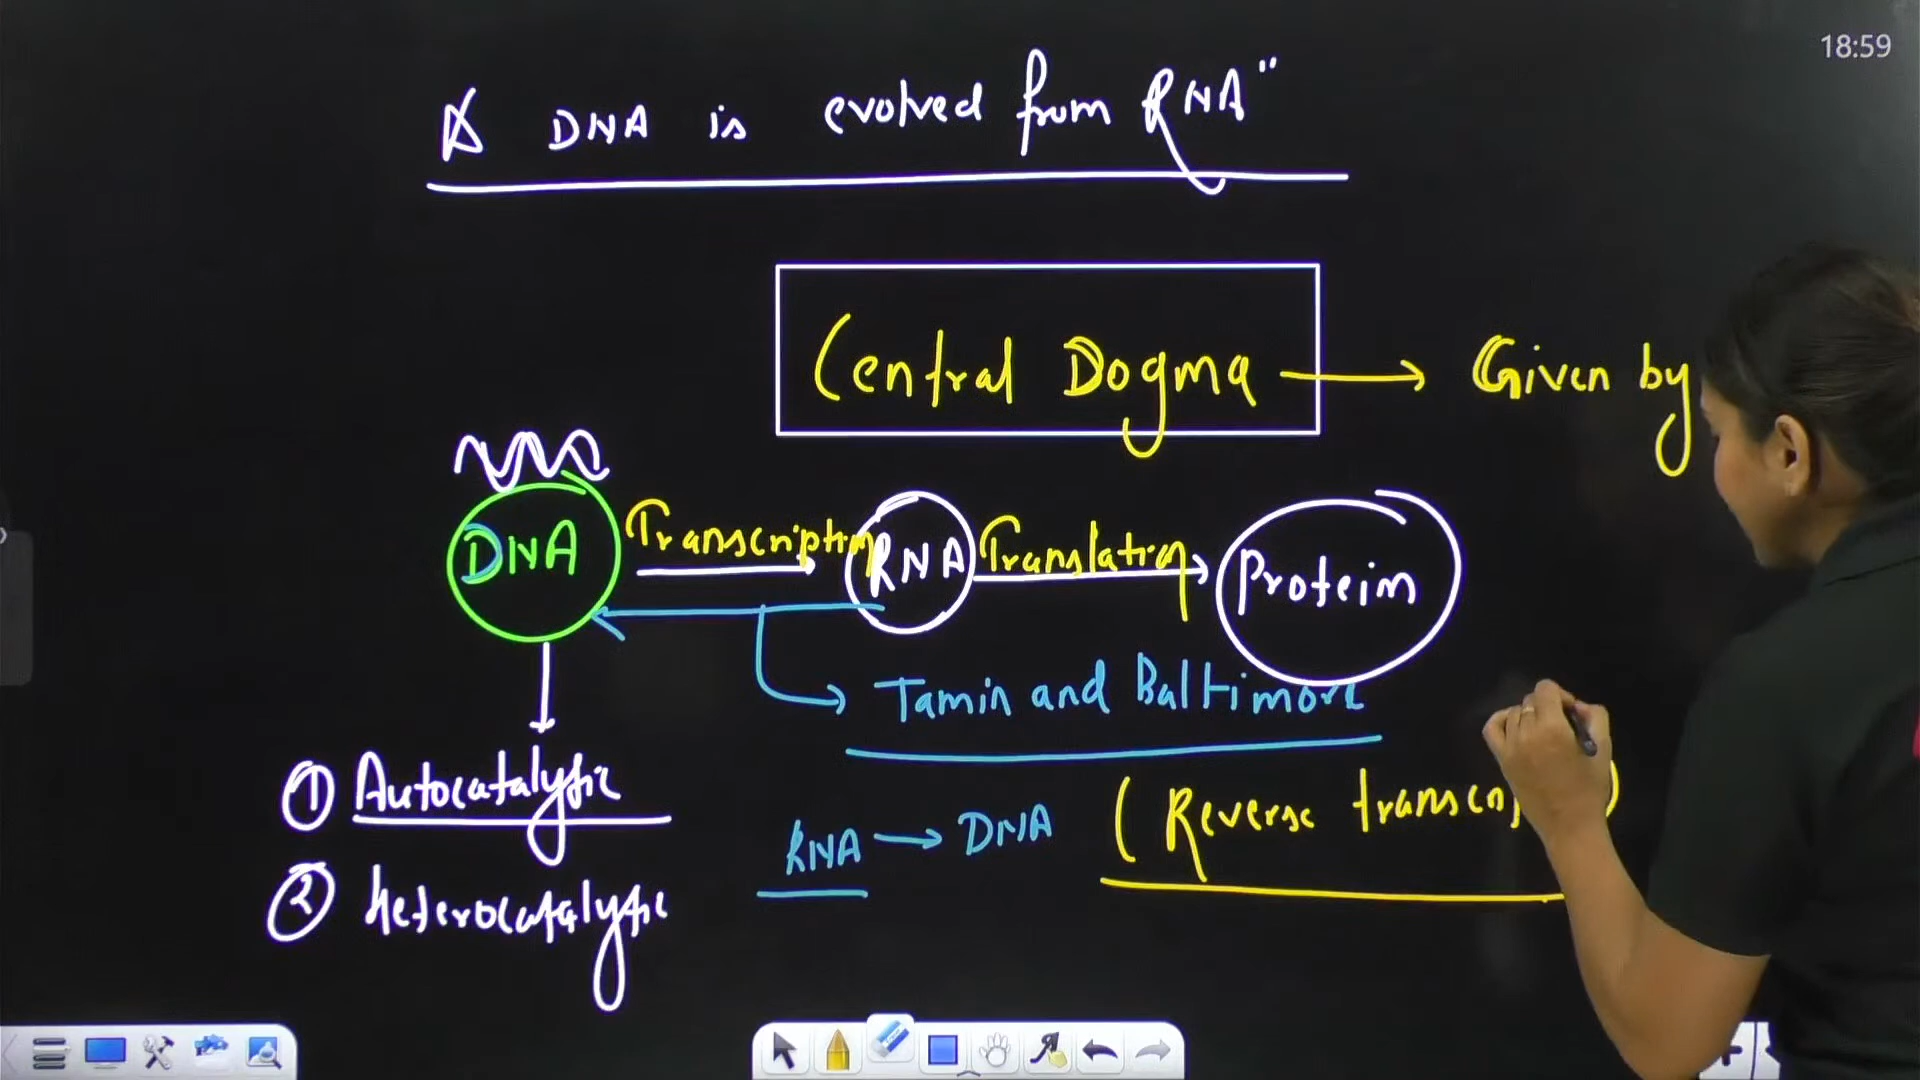 18:59
DNA is evolved from RNA"
Central Dogma → Given by
DNA Transcription RNA Translation Protein
Tamin and Baltimore
① Autocatalytic
RNA → DNA (Reverse transcrip)
② Heterocatalytic